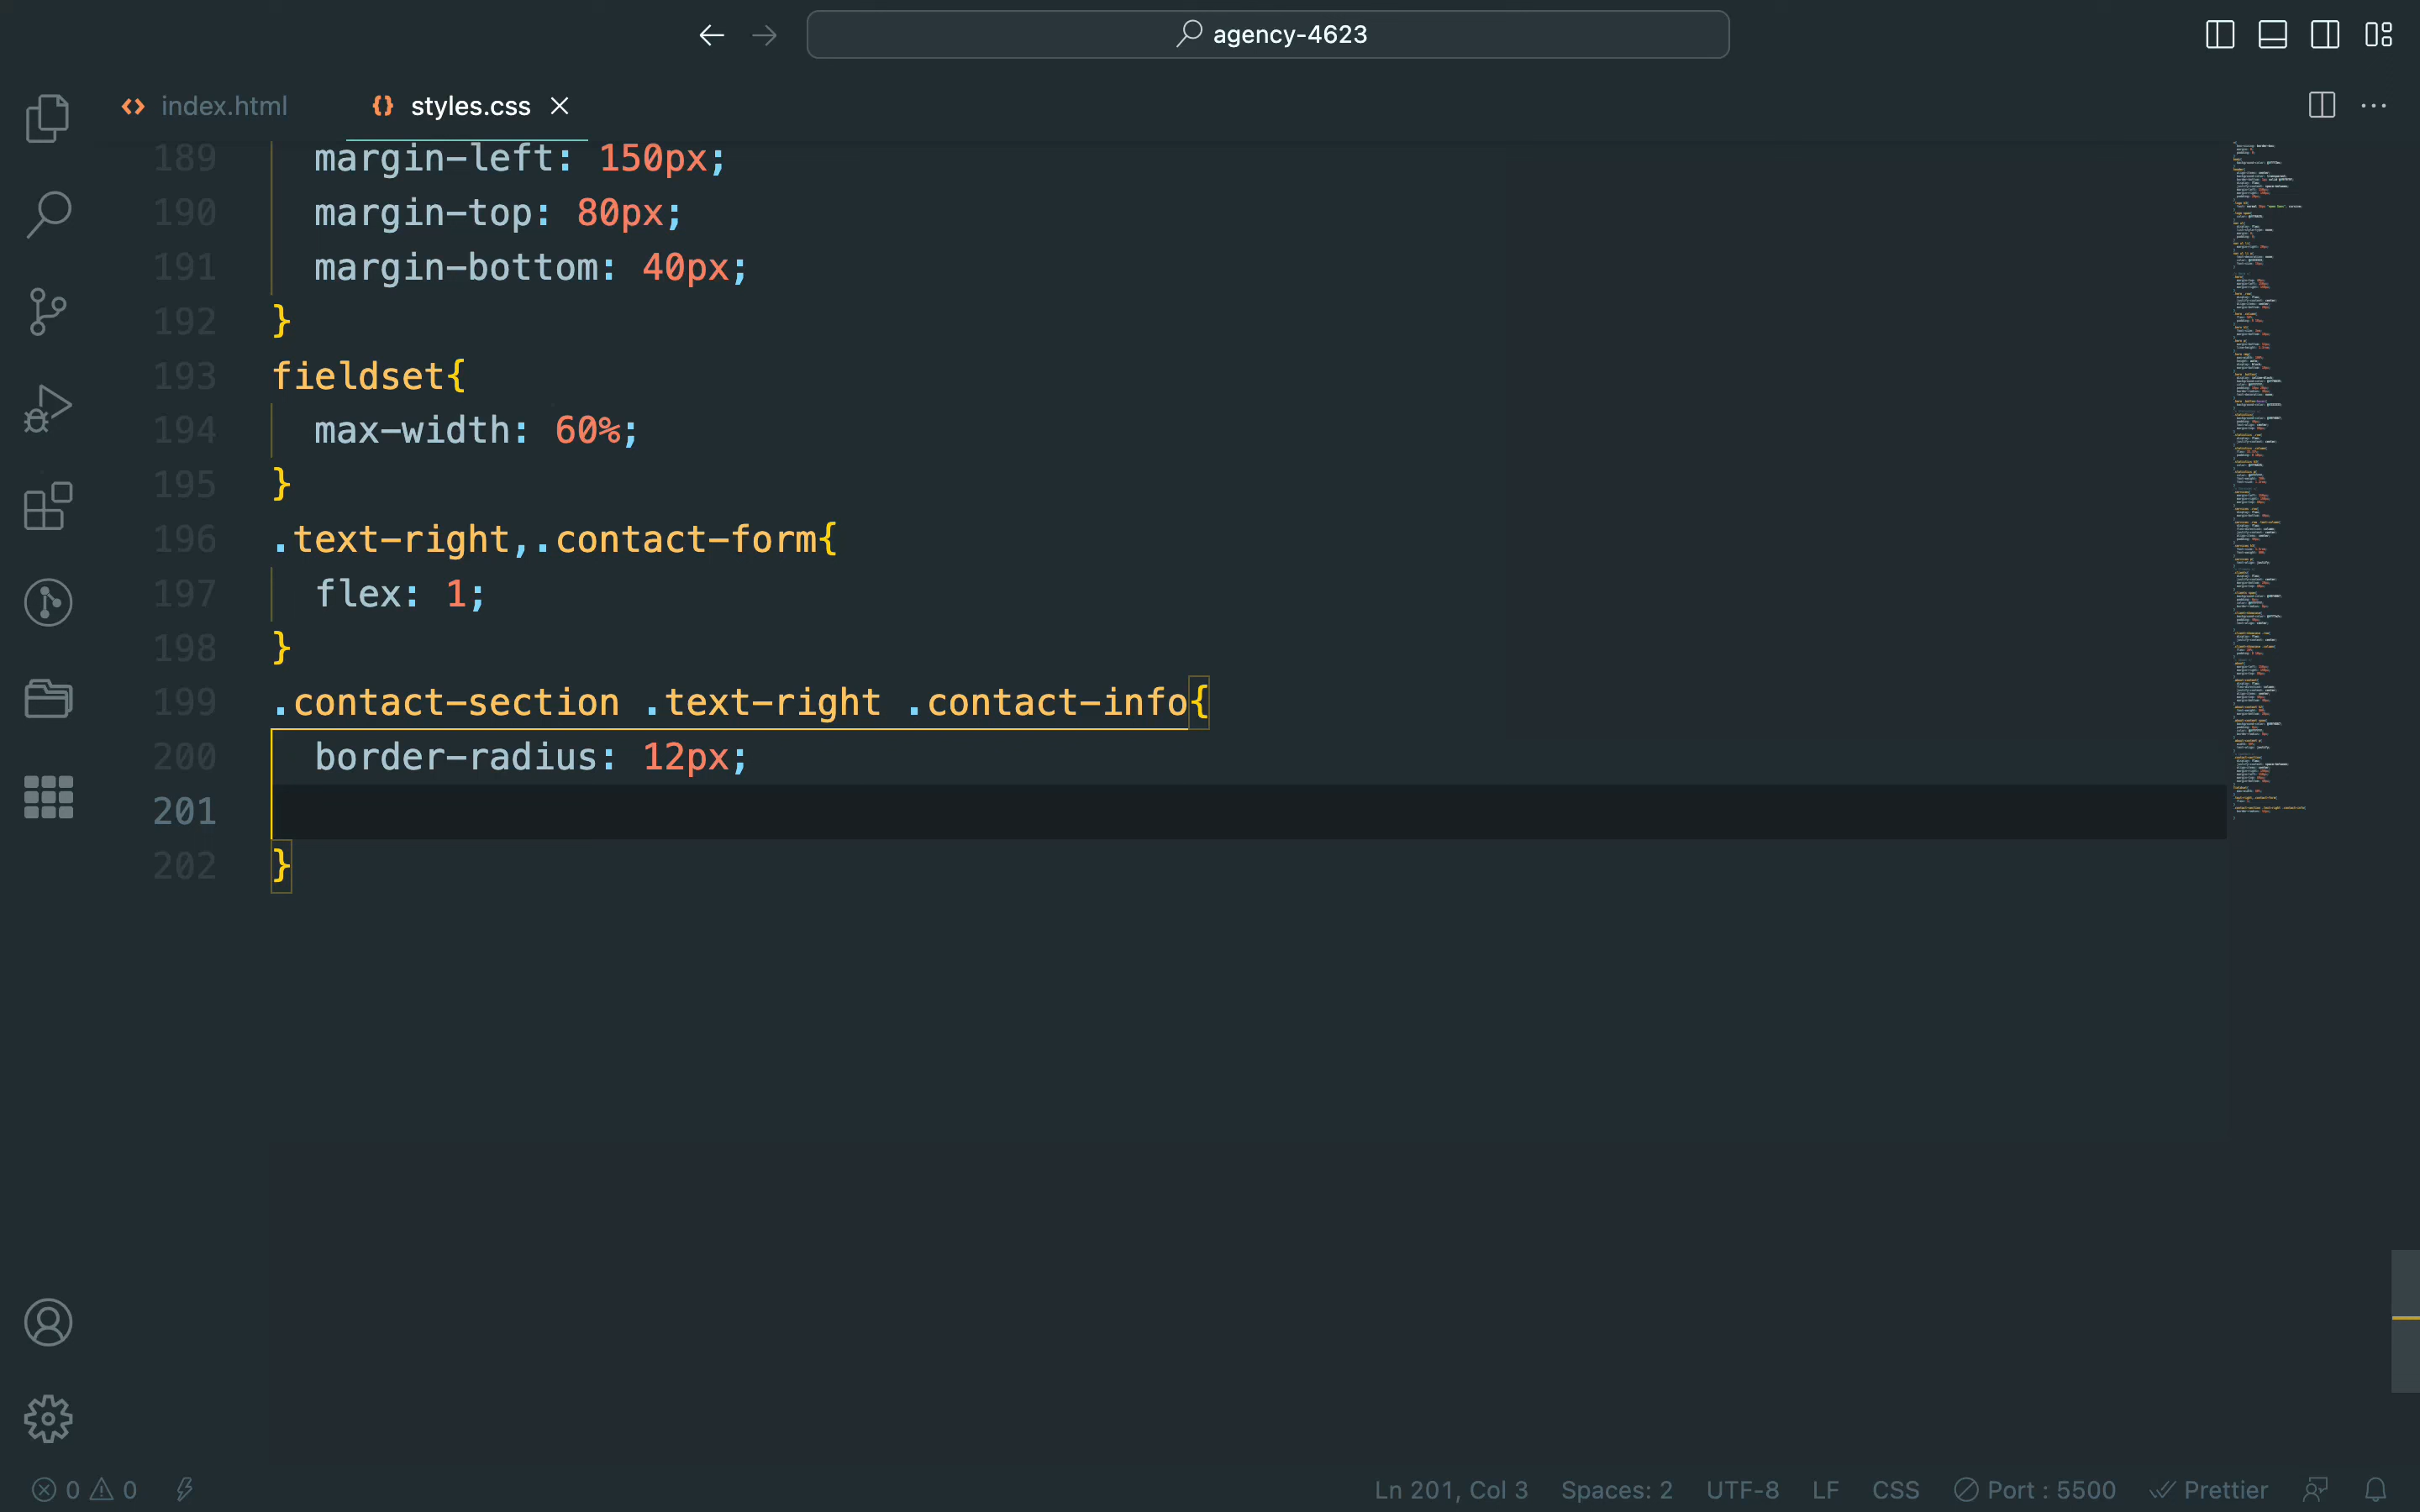 agency-4623
index.html
styles.css
189 margin-left: 150px;
190 margin-top: 80px;
191 margin-bottom: 40px;
192 }
193 fieldset{
194 max-width: 60%;
195 }
196 .text-right,.contact-form{
197 flex: 1;
198 }
199 .contact-section .text-right .contact-info{
200 border-radius: 12px;
201
202 }
0 0 Ln 201, Col 3 Spaces: 2 UTF-8 LF CSS Port : 5500 Prettier